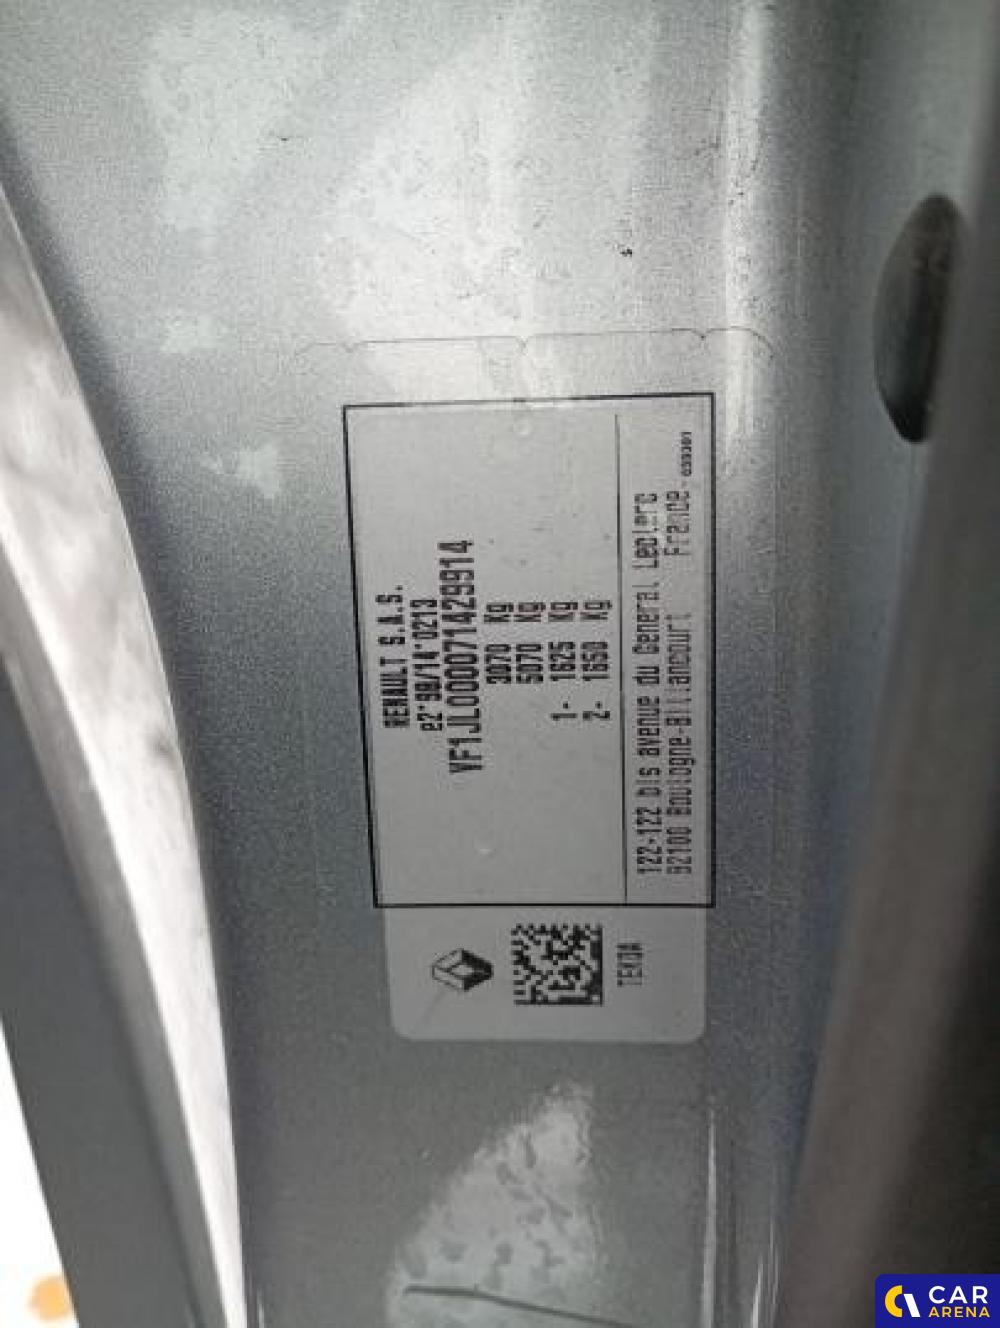 RENAULT S.A.S.
e2*98/14*0213
VF1JL000071429914
3070 Kg
5070 Kg
1- 1625 Kg
2- 1650 Kg
122-122 bis avenue du General Leclerc
92100 Boulogne-Billancourt France-
TEKOA
CAR
ARENA